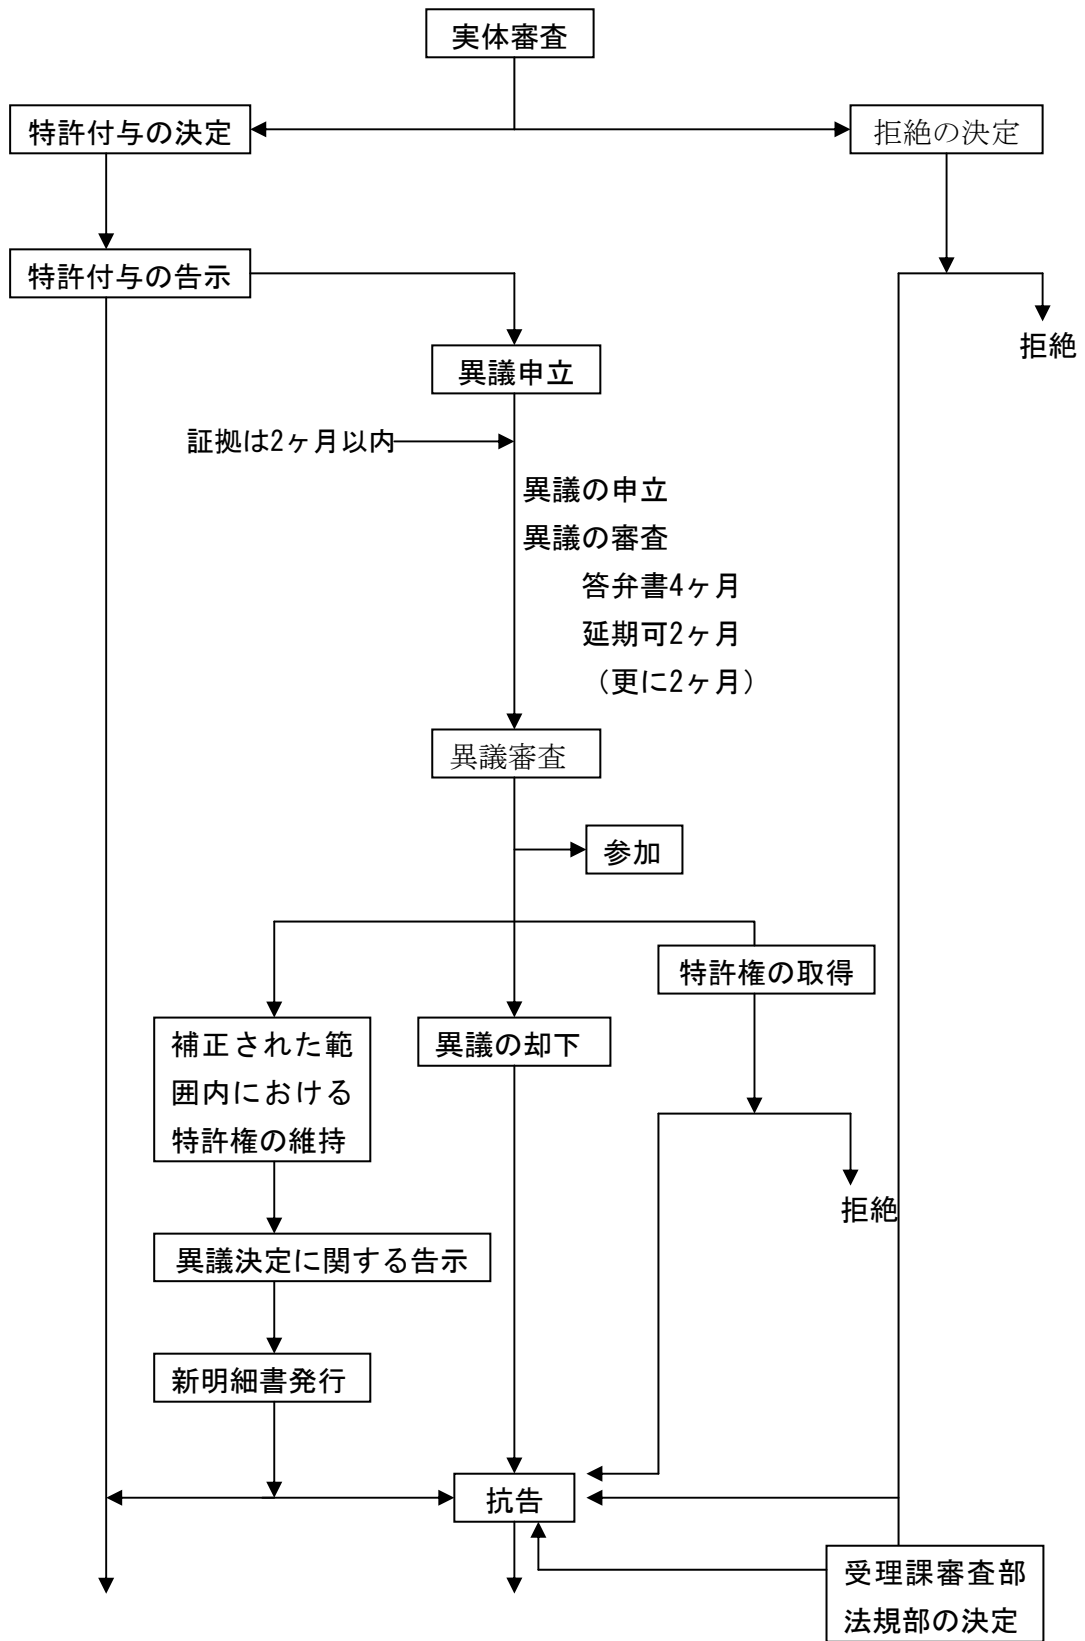 実体審査
特許付与の決定
拒絶の決定
特許付与の告示
拒絶
異議申立
証拠は2ヶ月以内
異議の申立
異議の審査
答弁書4ヶ月
延期可2ヶ月
（更に2ヶ月）
異議審査
参加
特許権の取得
補正された範
囲内における
特許権の維持
異議の却下
拒絶
異議決定に関する告示
新明細書発行
抗告
受理課審査部
法規部の決定